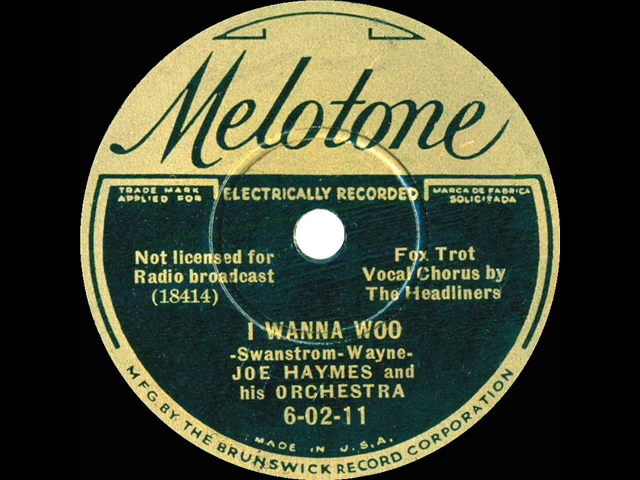 Melotone
TRADE MARK
APPLIED FOR
ELECTRICALLY RECORDED
MARCA DE FABRICA
SOLICITADA
Not licensed for
Radio broadcast
(18414)
Fox Trot
Vocal Chorus by
The Headliners
I WANNA WOO
-Swanstrom-Wayne-
JOE HAYMES and
his ORCHESTRA
6-02-11
MADE IN U.S.A.
MFG. BY THE BRUNSWICK RECORD CORPORATION